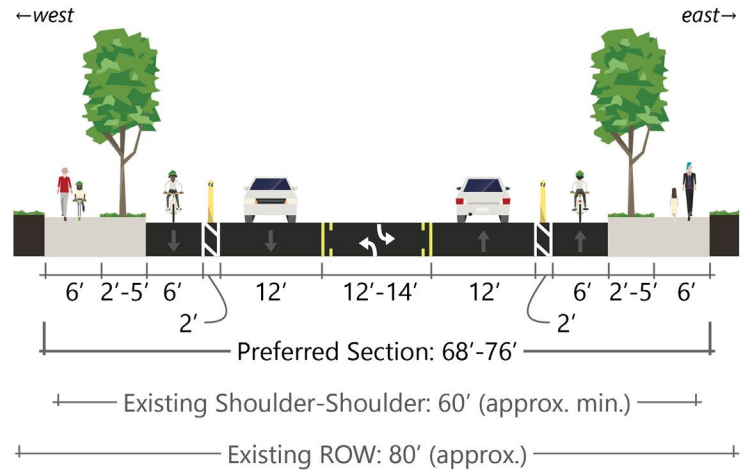 ←west
east→
6′ 2′-5′ 6′ 12′ 12′-14′ 12′ 6′ 2′-5′ 6′
2′ 2′
Preferred Section: 68′-76′
Existing Shoulder-Shoulder: 60′ (approx. min.)
Existing ROW: 80′ (approx.)